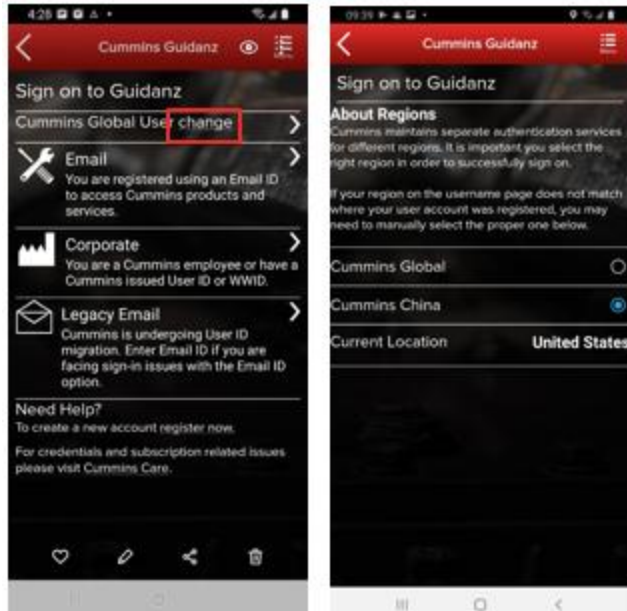 4:26
Cummins Guidanz
Sign on to Guidanz
Cummins Global User change
Email
You are registered using an Email ID
to access Cummins products and
services.
Corporate
You are a Cummins employee or have a
Cummins issued User ID or WWID.
Legacy Email
Cummins is undergoing User ID
migration. Enter Email ID if you are
facing sign-in issues with the Email ID
option.
Need Help?
To create a new account register now.
For credentials and subscription related issues
please visit Cummins Care.
09:39
Cummins Guidanz
Sign on to Guidanz
About Regions
Cummins maintains separate authentication services
for different regions. It is important you select the
right region in order to successfully sign on.
If your region on the username page does not match
where your user account was registered, you may
need to manually select the proper one below.
Cummins Global
Cummins China
Current Location United States